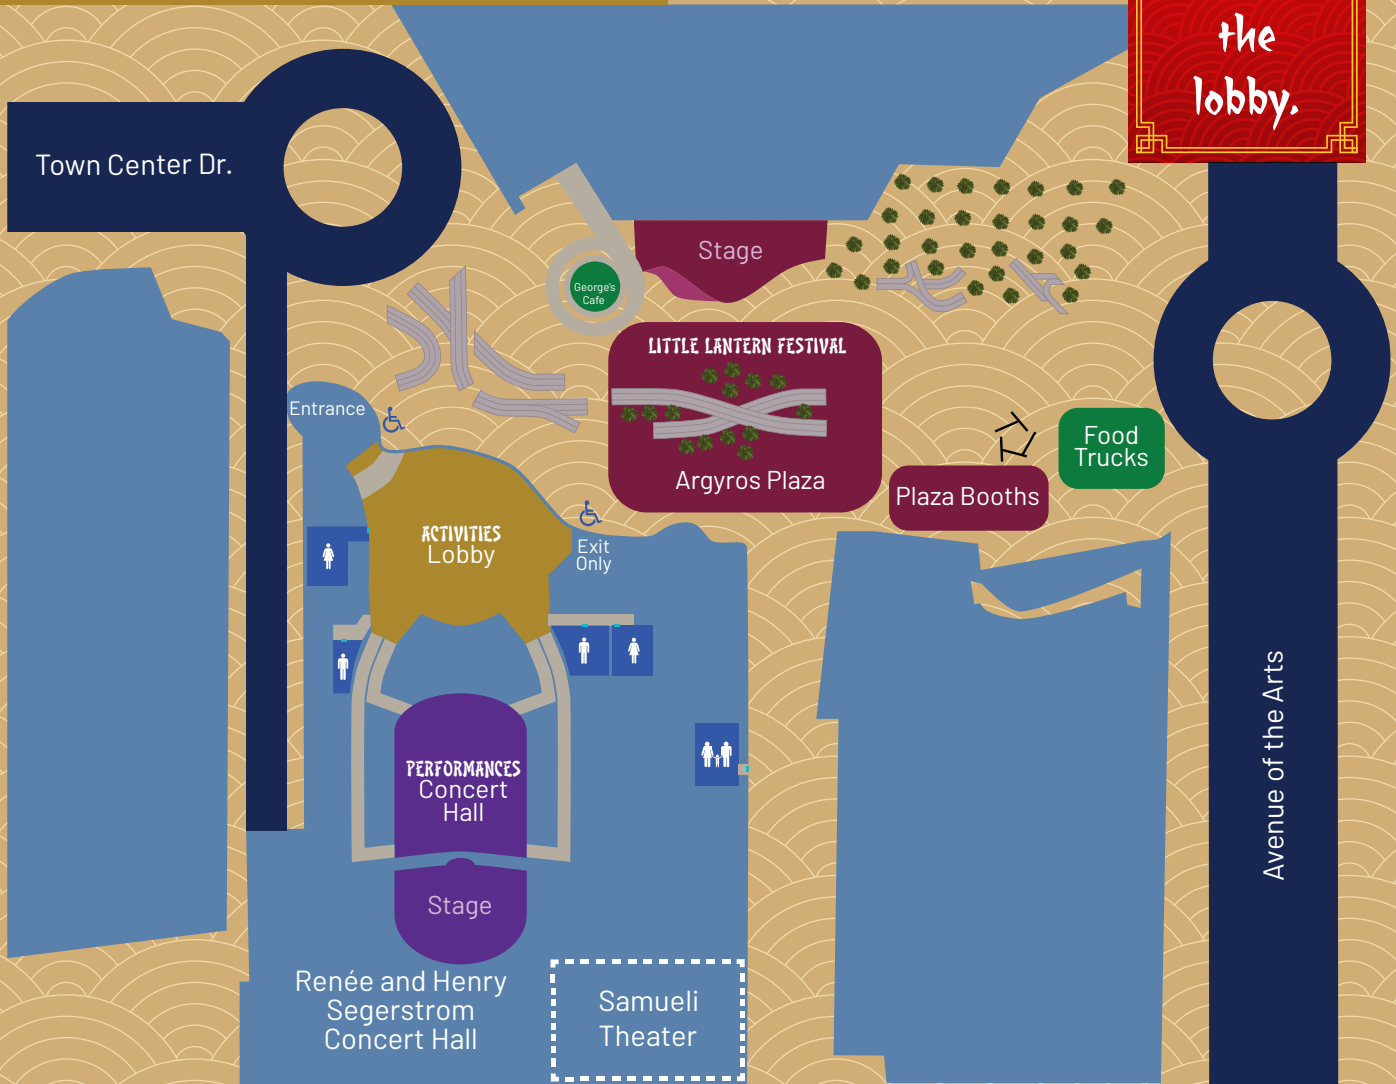 the
lobby.
Town Center Dr.
Stage
George's
Cafe
LITTLE LANTERN FESTIVAL
Argyros Plaza
Entrance
Food
Trucks
Plaza Booths
ACTIVITIES
Lobby
Exit
Only
PERFORMANCES
Concert
Hall
Stage
Avenue of the Arts
Renée and Henry
Segerstrom
Concert Hall
Samueli
Theater